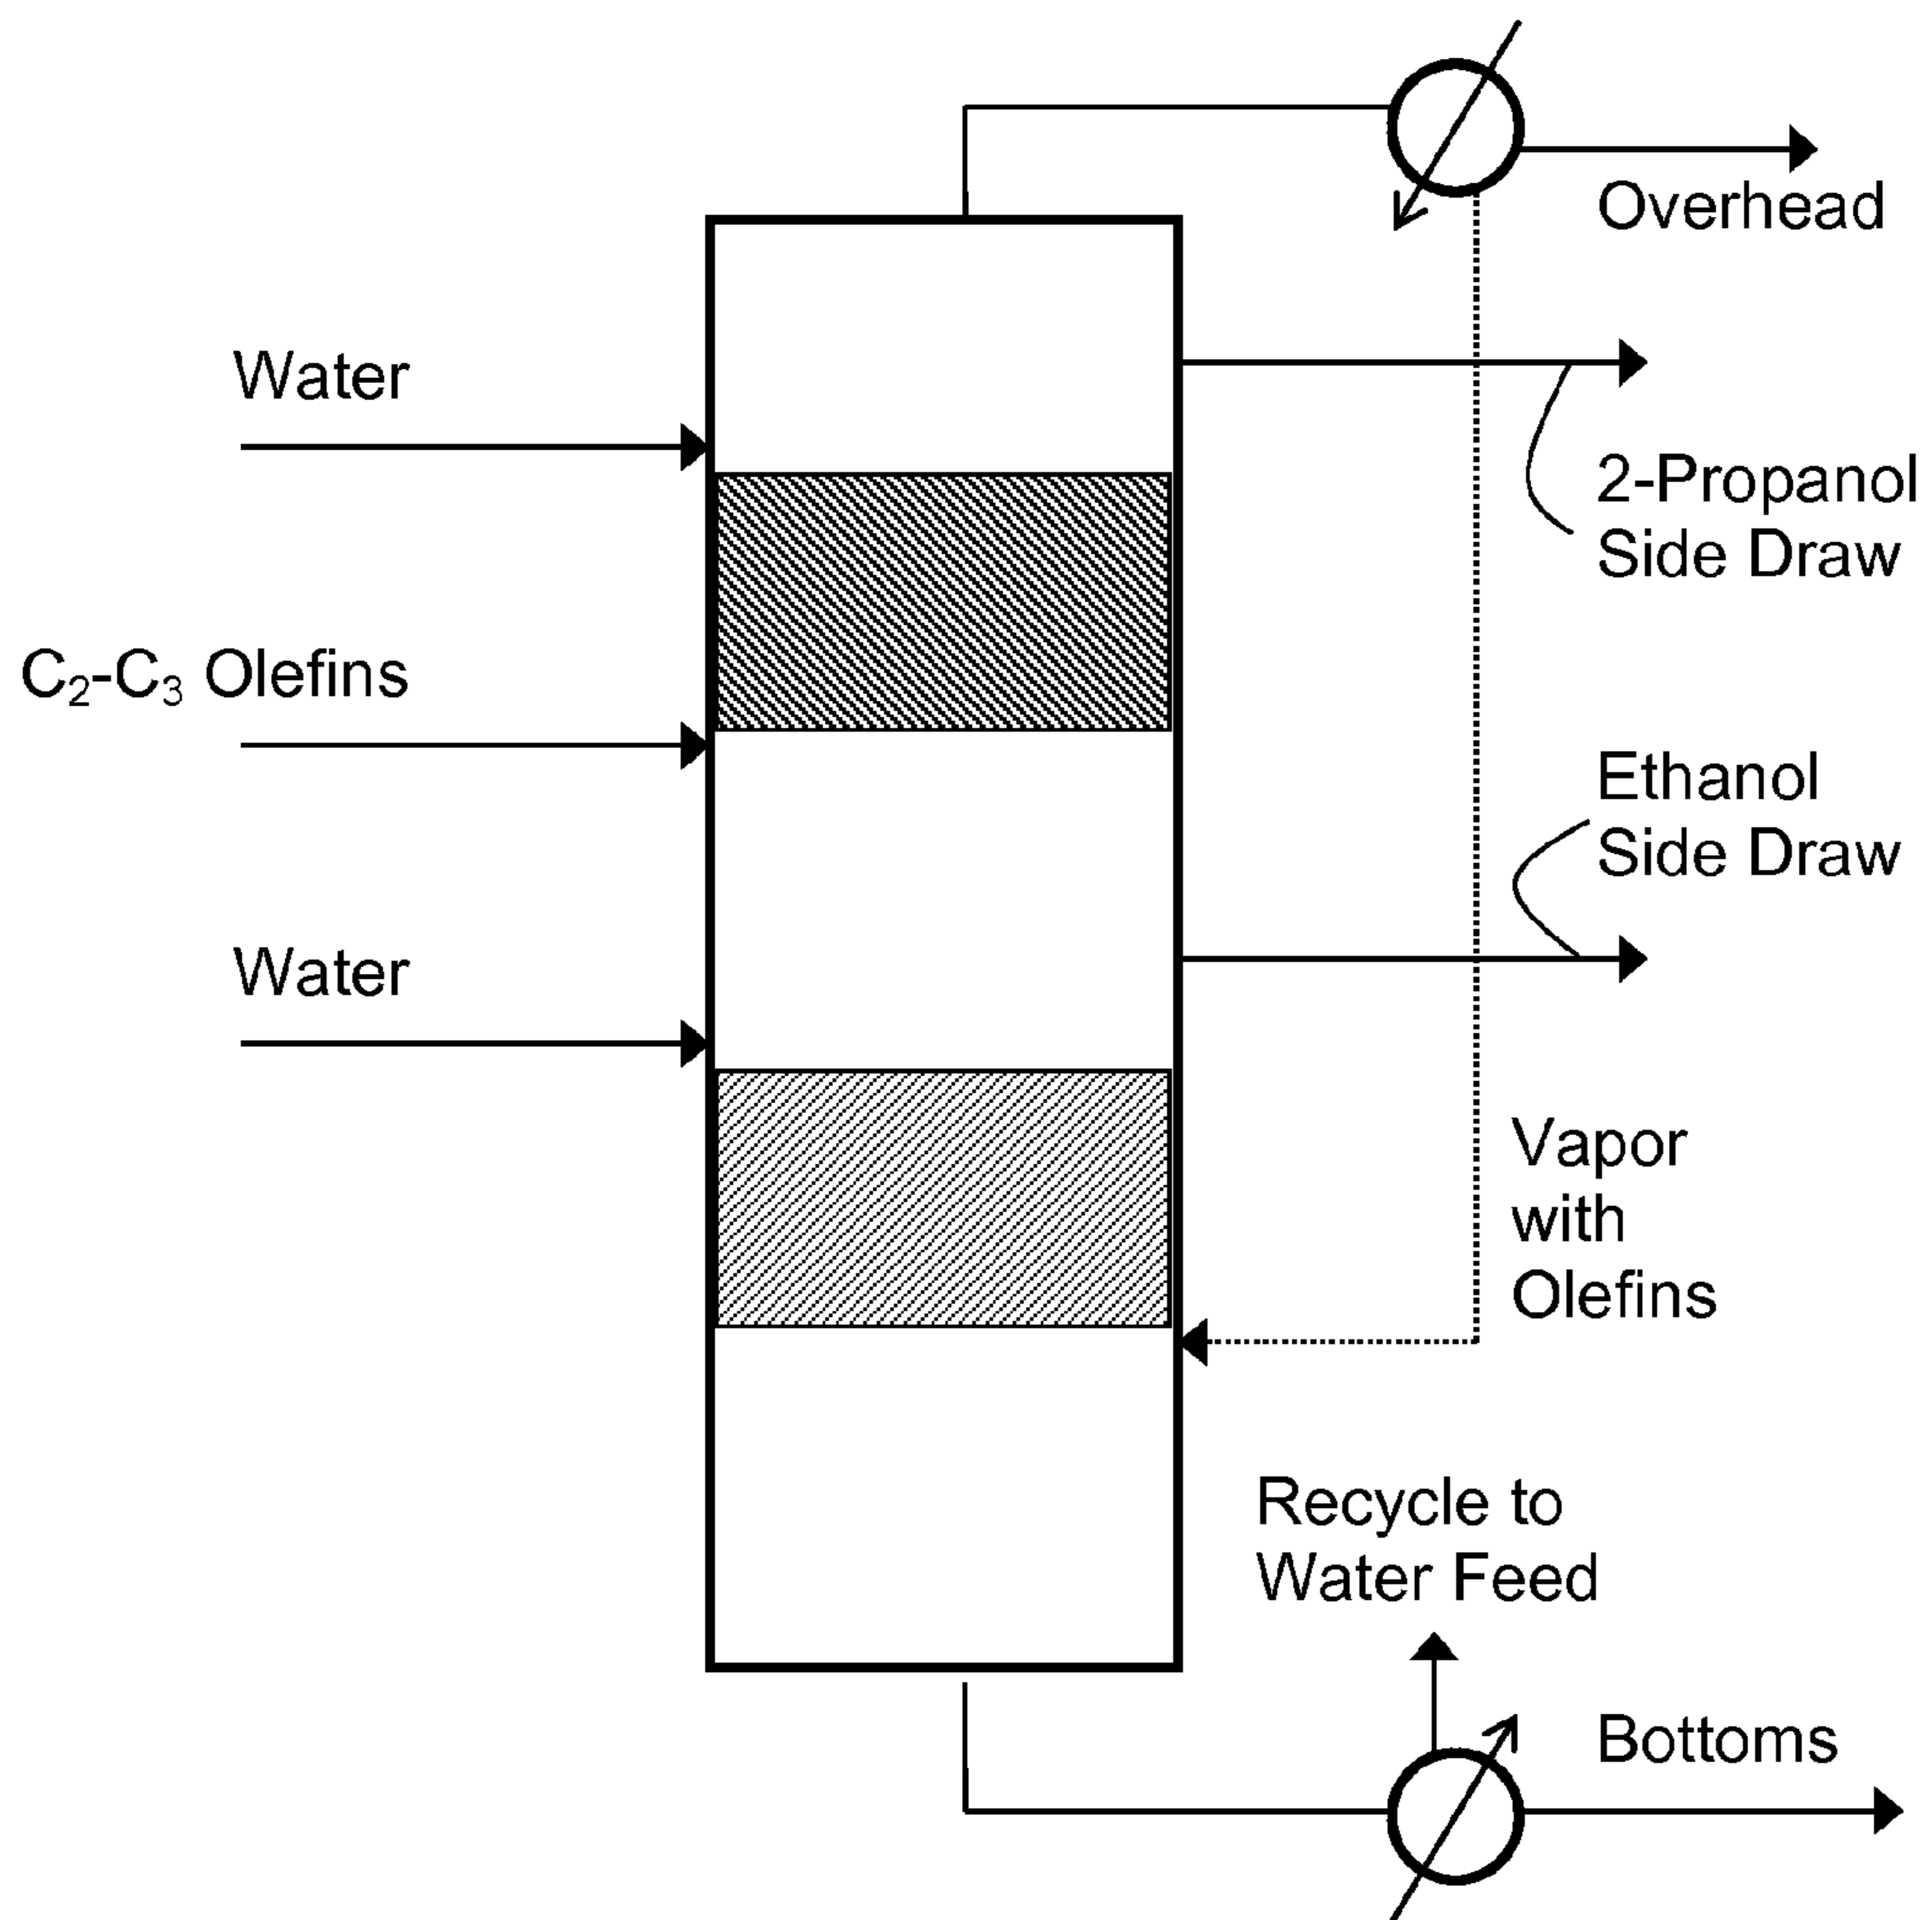 Overhead
Water
2-Propanol
Side Draw
C₂-C₃ Olefins
Ethanol
Side Draw
Water
Vapor
with
Olefins
Recycle to
Water Feed
Bottoms